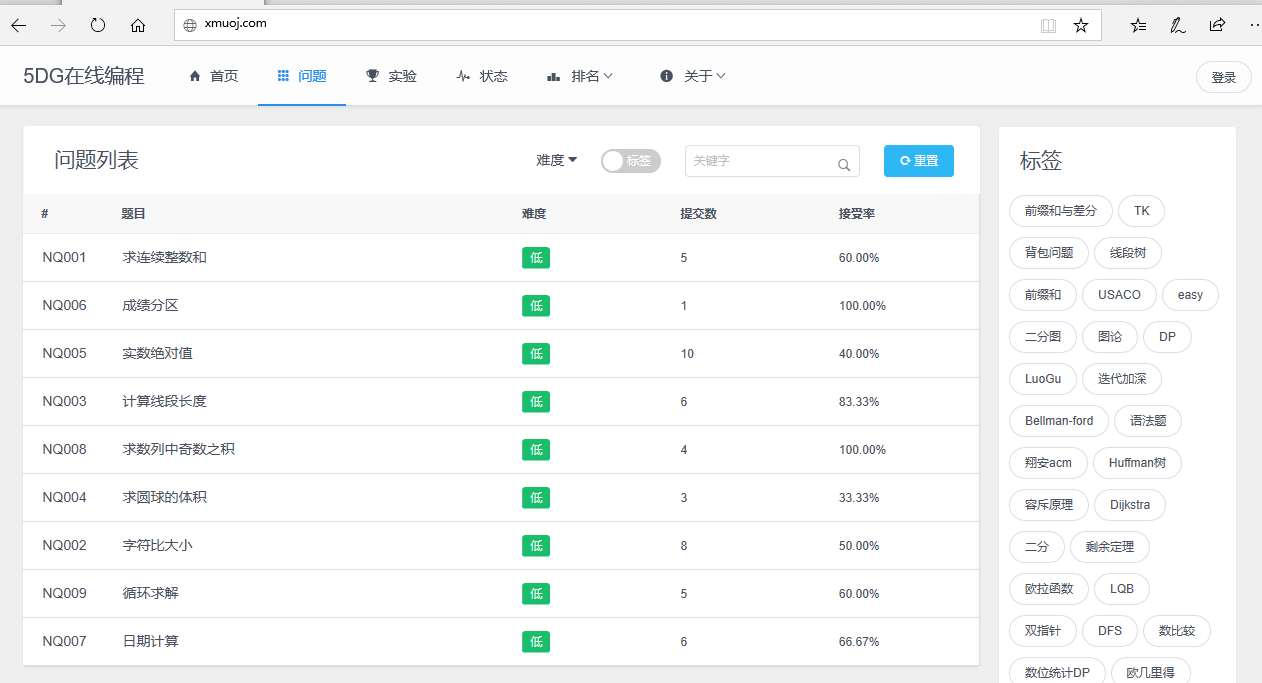 xmuoj.com
5DG在线编程 首页 问题 实验 状态 排名 关于 登录
问题列表 难度 标签 关键字 重置
# 题目 难度 提交数 接受率
NQ001 求连续整数和 低 5 60.00%
NQ006 成绩分区 低 1 100.00%
NQ005 实数绝对值 低 10 40.00%
NQ003 计算线段长度 低 6 83.33%
NQ008 求数列中奇数之积 低 4 100.00%
NQ004 求圆球的体积 低 3 33.33%
NQ002 字符比大小 低 8 50.00%
NQ009 循环求解 低 5 60.00%
NQ007 日期计算 低 6 66.67%
标签
前缀和与差分 TK
背包问题 线段树
前缀和 USACO easy
二分图 图论 DP
LuoGu 迭代加深
Bellman-ford 语法题
翔安acm Huffman树
容斥原理 Dijkstra
二分 剩余定理
欧拉函数 LQB
双指针 DFS 数比较
数位统计DP 欧几里得